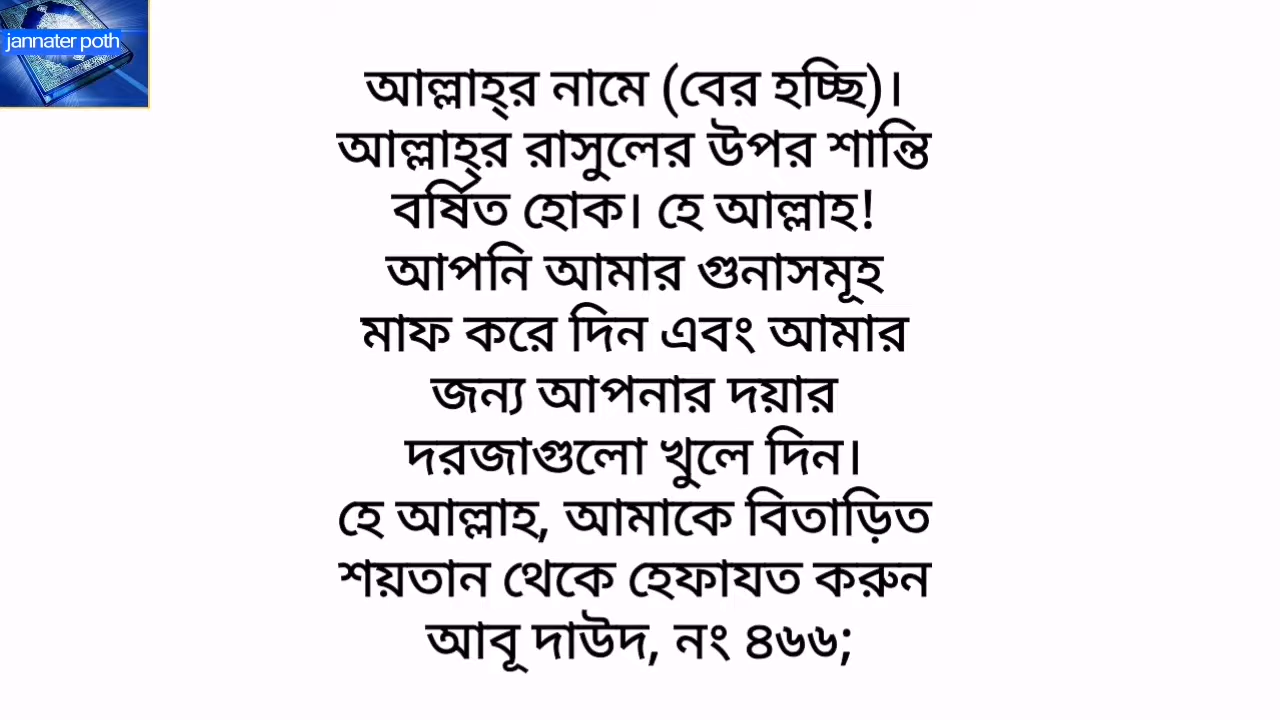 jannater poth
আল্লাহ্‌র নামে (বের হচ্ছি)।
আল্লাহ্‌র রাসুলের উপর শান্তি
বর্ষিত হোক। হে আল্লাহ!
আপনি আমার গুনাসমূহ
মাফ করে দিন এবং আমার
জন্য আপনার দয়ার
দরজাগুলো খুলে দিন।
হে আল্লাহ, আমাকে বিতাড়িত
শয়তান থেকে হেফাযত করুন
আবূ দাউদ, নং ৪৬৬;